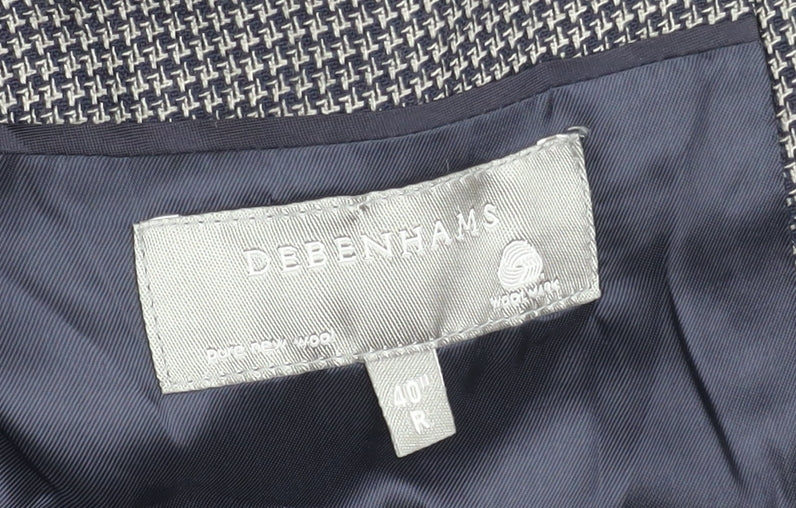 DEBENHAMS
WOOLMARK
pure new wool
40"
R